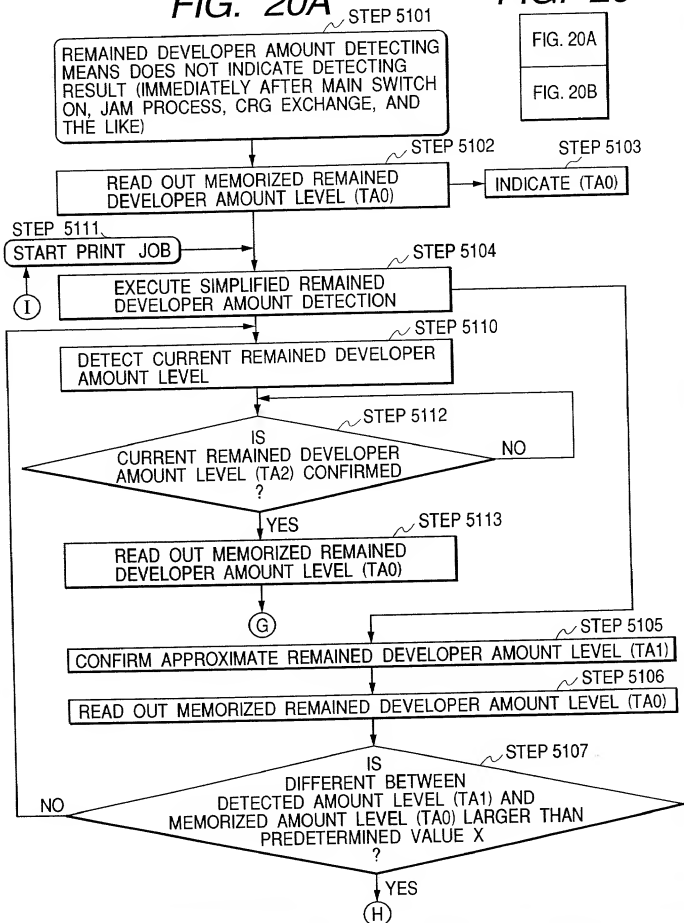 FIG. 20A
FIG. 20
STEP 5101
REMAINED DEVELOPER AMOUNT DETECTING
MEANS DOES NOT INDICATE DETECTING
RESULT (IMMEDIATELY AFTER MAIN SWITCH
ON, JAM PROCESS, CRG EXCHANGE, AND
THE LIKE)
FIG. 20A
FIG. 20B
STEP 5102
READ OUT MEMORIZED REMAINED
DEVELOPER AMOUNT LEVEL (TA0)
STEP 5103
INDICATE (TA0)
STEP 5111
START PRINT JOB
I
STEP 5104
EXECUTE SIMPLIFIED REMAINED
DEVELOPER AMOUNT DETECTION
STEP 5110
DETECT CURRENT REMAINED DEVELOPER
AMOUNT LEVEL
STEP 5112
IS
CURRENT REMAINED DEVELOPER
AMOUNT LEVEL (TA2) CONFIRMED
?
NO
YES
STEP 5113
READ OUT MEMORIZED REMAINED
DEVELOPER AMOUNT LEVEL (TA0)
G
STEP 5105
CONFIRM APPROXIMATE REMAINED DEVELOPER AMOUNT LEVEL (TA1)
STEP 5106
READ OUT MEMORIZED REMAINED DEVELOPER AMOUNT LEVEL (TA0)
STEP 5107
IS
DIFFERENT BETWEEN
DETECTED AMOUNT LEVEL (TA1) AND
MEMORIZED AMOUNT LEVEL (TA0) LARGER THAN
PREDETERMINED VALUE X
?
NO
YES
H